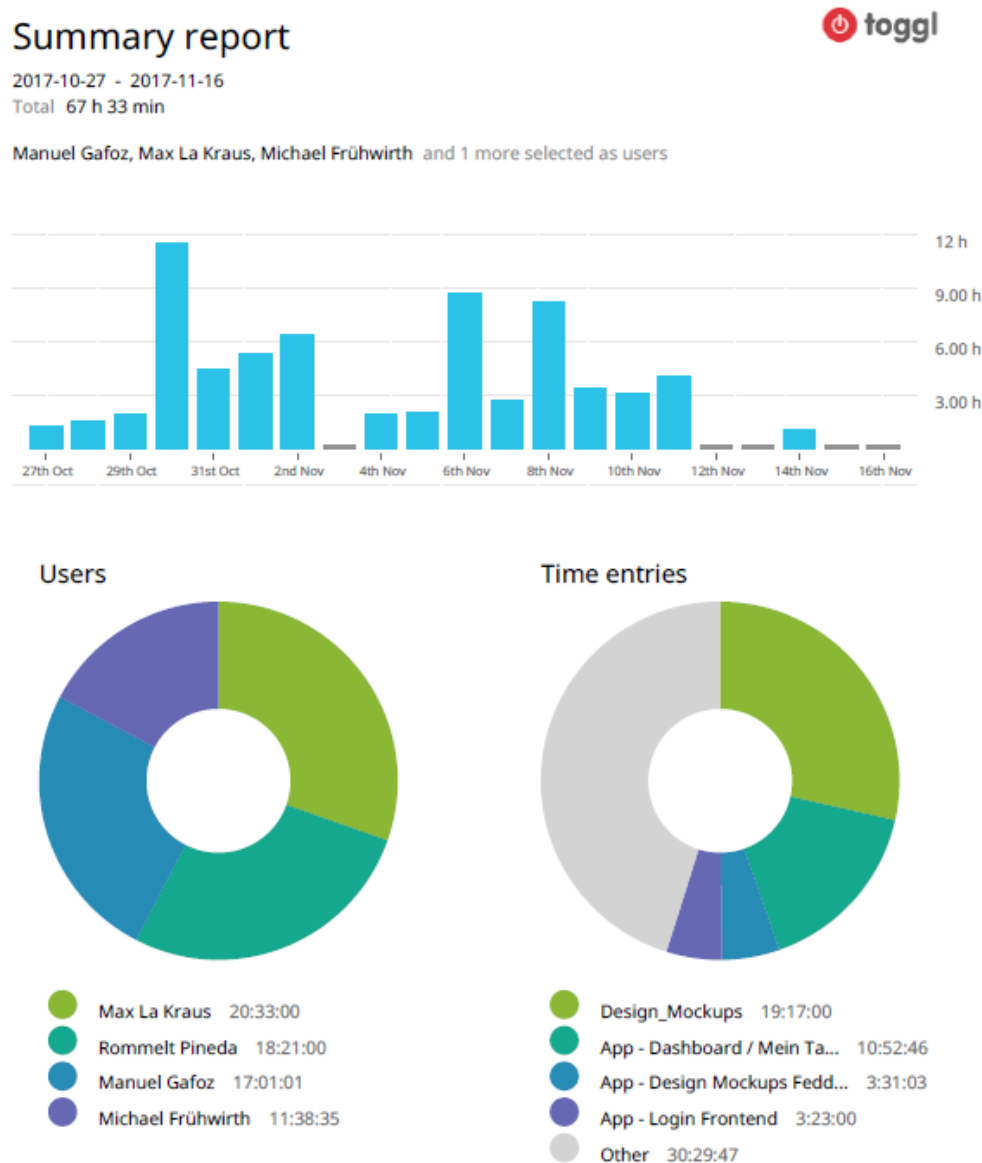 Summary report
toggl
2017-10-27 - 2017-11-16
Total 67 h 33 min
Manuel Gafoz, Max La Kraus, Michael Frühwirth and 1 more selected as users
12 h
9.00 h
6.00 h
3.00 h
27th Oct 29th Oct 31st Oct 2nd Nov 4th Nov 6th Nov 8th Nov 10th Nov 12th Nov 14th Nov 16th Nov
Users
Max La Kraus 20:33:00
Rommelt Pineda 18:21:00
Manuel Gafoz 17:01:01
Michael Frühwirth 11:38:35
Time entries
Design_Mockups 19:17:00
App - Dashboard / Mein Ta... 10:52:46
App - Design Mockups Fedd... 3:31:03
App - Login Frontend 3:23:00
Other 30:29:47